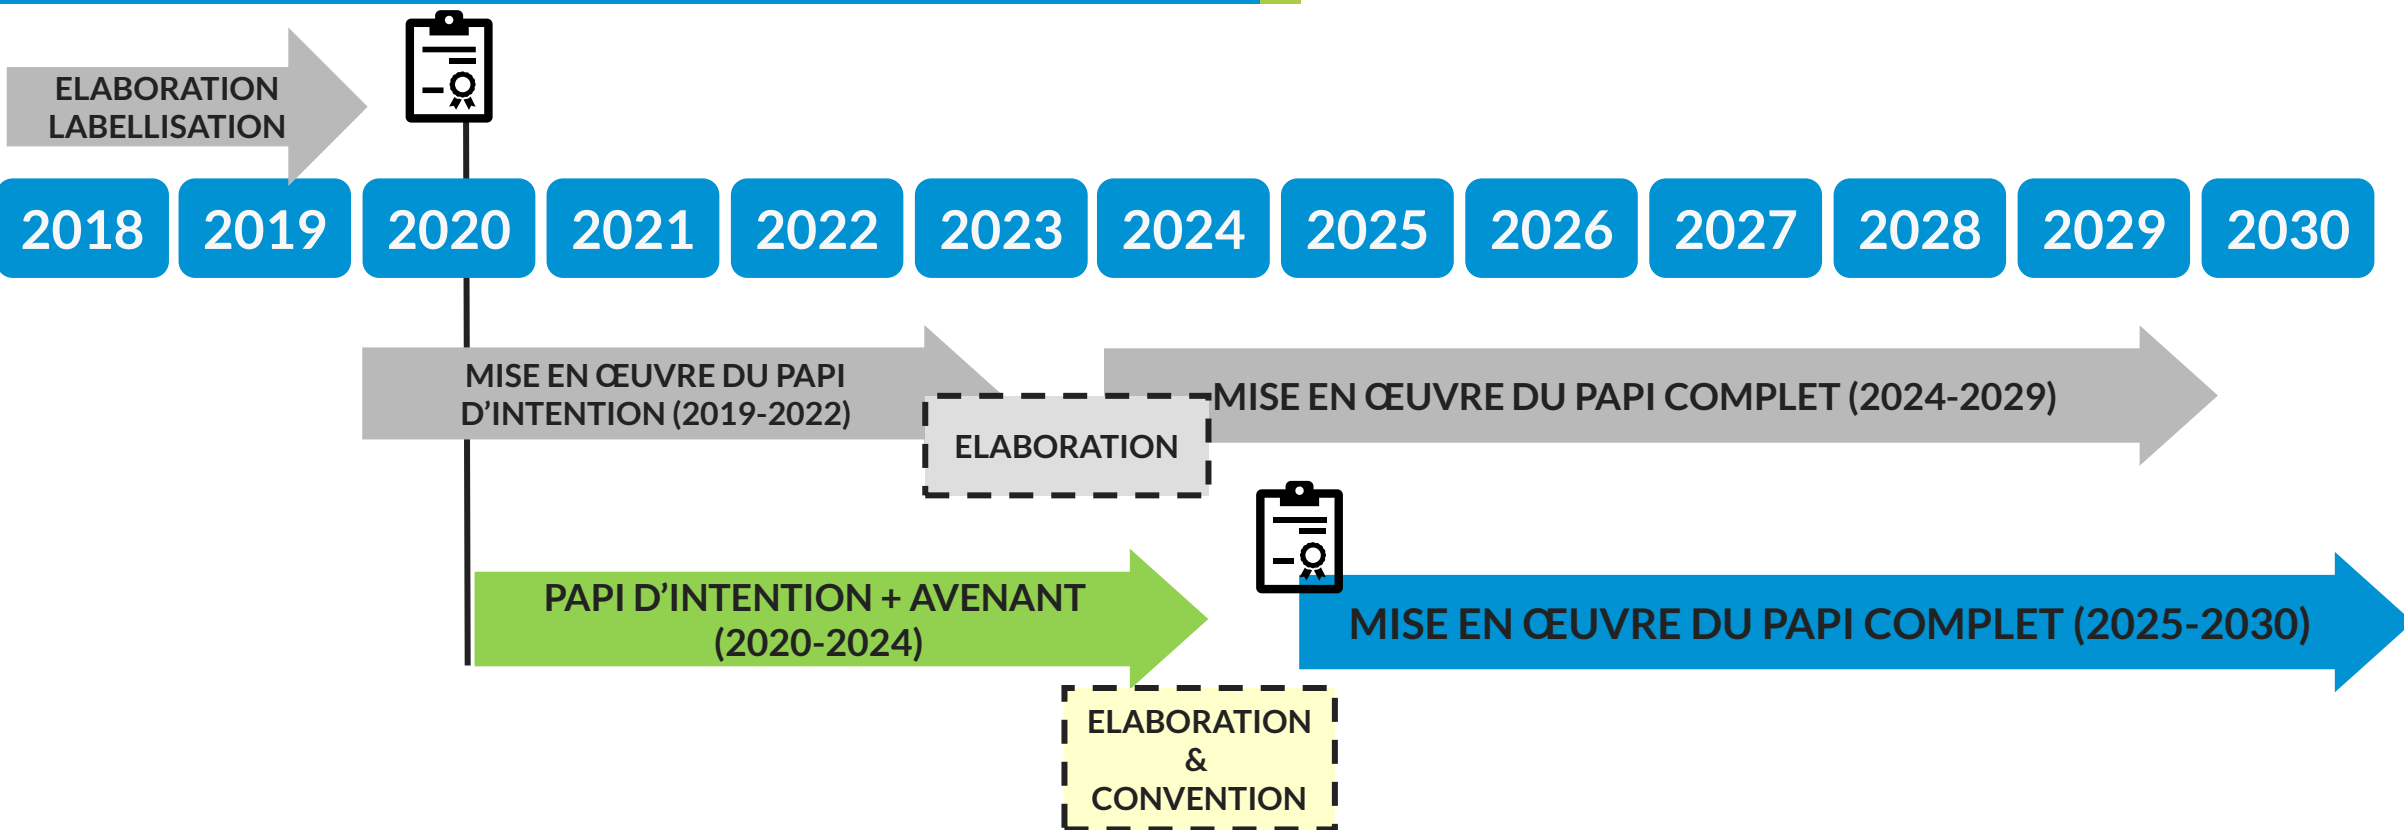 ELABORATION
LABELLISATION
2018 2019 2020 2021 2022 2023 2024 2025 2026 2027 2028 2029 2030
MISE EN ŒUVRE DU PAPI
D’INTENTION (2019-2022)
MISE EN ŒUVRE DU PAPI COMPLET (2024-2029)
ELABORATION
PAPI D’INTENTION + AVENANT
(2020-2024)
MISE EN ŒUVRE DU PAPI COMPLET (2025-2030)
ELABORATION
&
CONVENTION